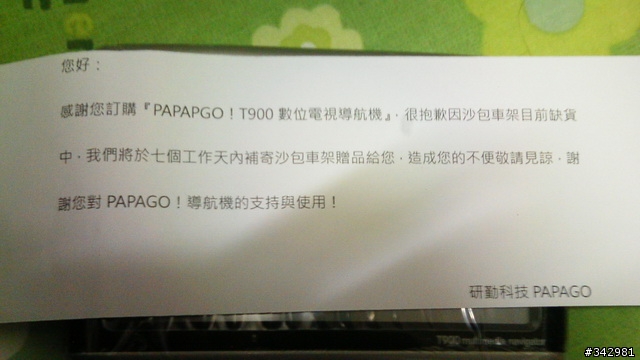 您好：
感謝您訂購『PAPAPGO！T900 數位電視導航機』，很抱歉因沙包車架目前缺貨
中，我們將於七個工作天內補寄沙包車架贈品給您，造成您的不便敬請見諒，謝
謝您對 PAPAGO！導航機的支持與使用！
研勤科技 PAPAGO
#342981